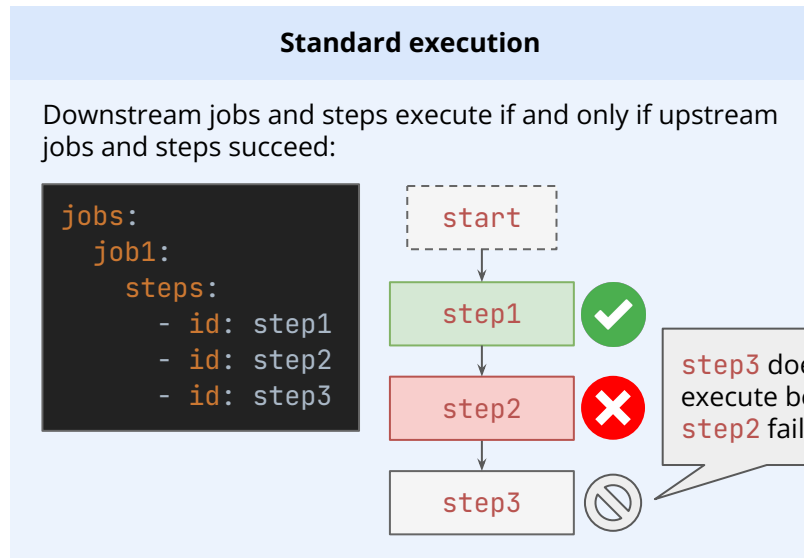 Standard execution
Downstream jobs and steps execute if and only if upstream
jobs and steps succeed:
jobs:
job1:
steps:
- id: step1
- id: step2
- id: step3
start
step1
step2
step3
step3
execute
step2